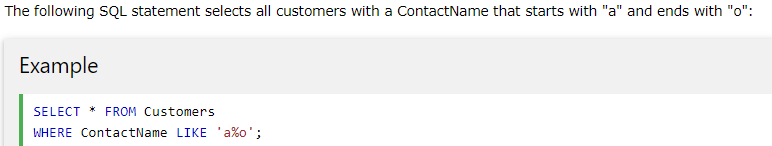 The following SQL statement selects all customers with a ContactName that starts with "a" and ends with "o":
Example
SELECT * FROM Customers
WHERE ContactName LIKE 'a%o';